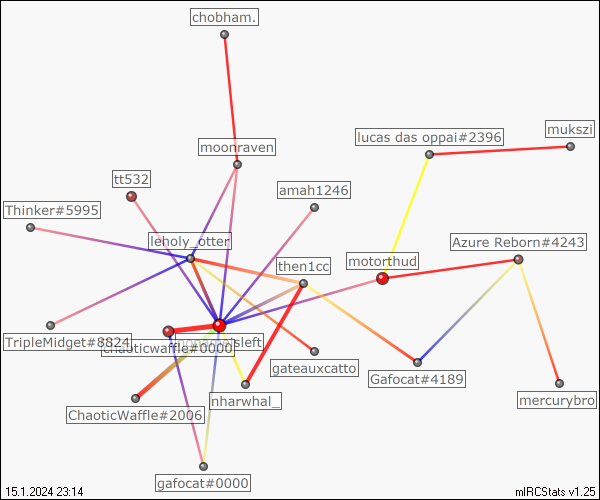 chobham.
mukszi
lucas das oppai#2396
moonraven
tt532
amah1246
Thinker#5995
leholy_otter
Azure Reborn#4243
motorthud
then1cc
TripleMidget#8824
chaoticwaffle#0000
gateauxcatto
Gafocat#4189
nharwhal_
mercurybro
ChaoticWaffle#2006
gafocat#0000
15.1.2024 23:14
mIRCStats v1.25